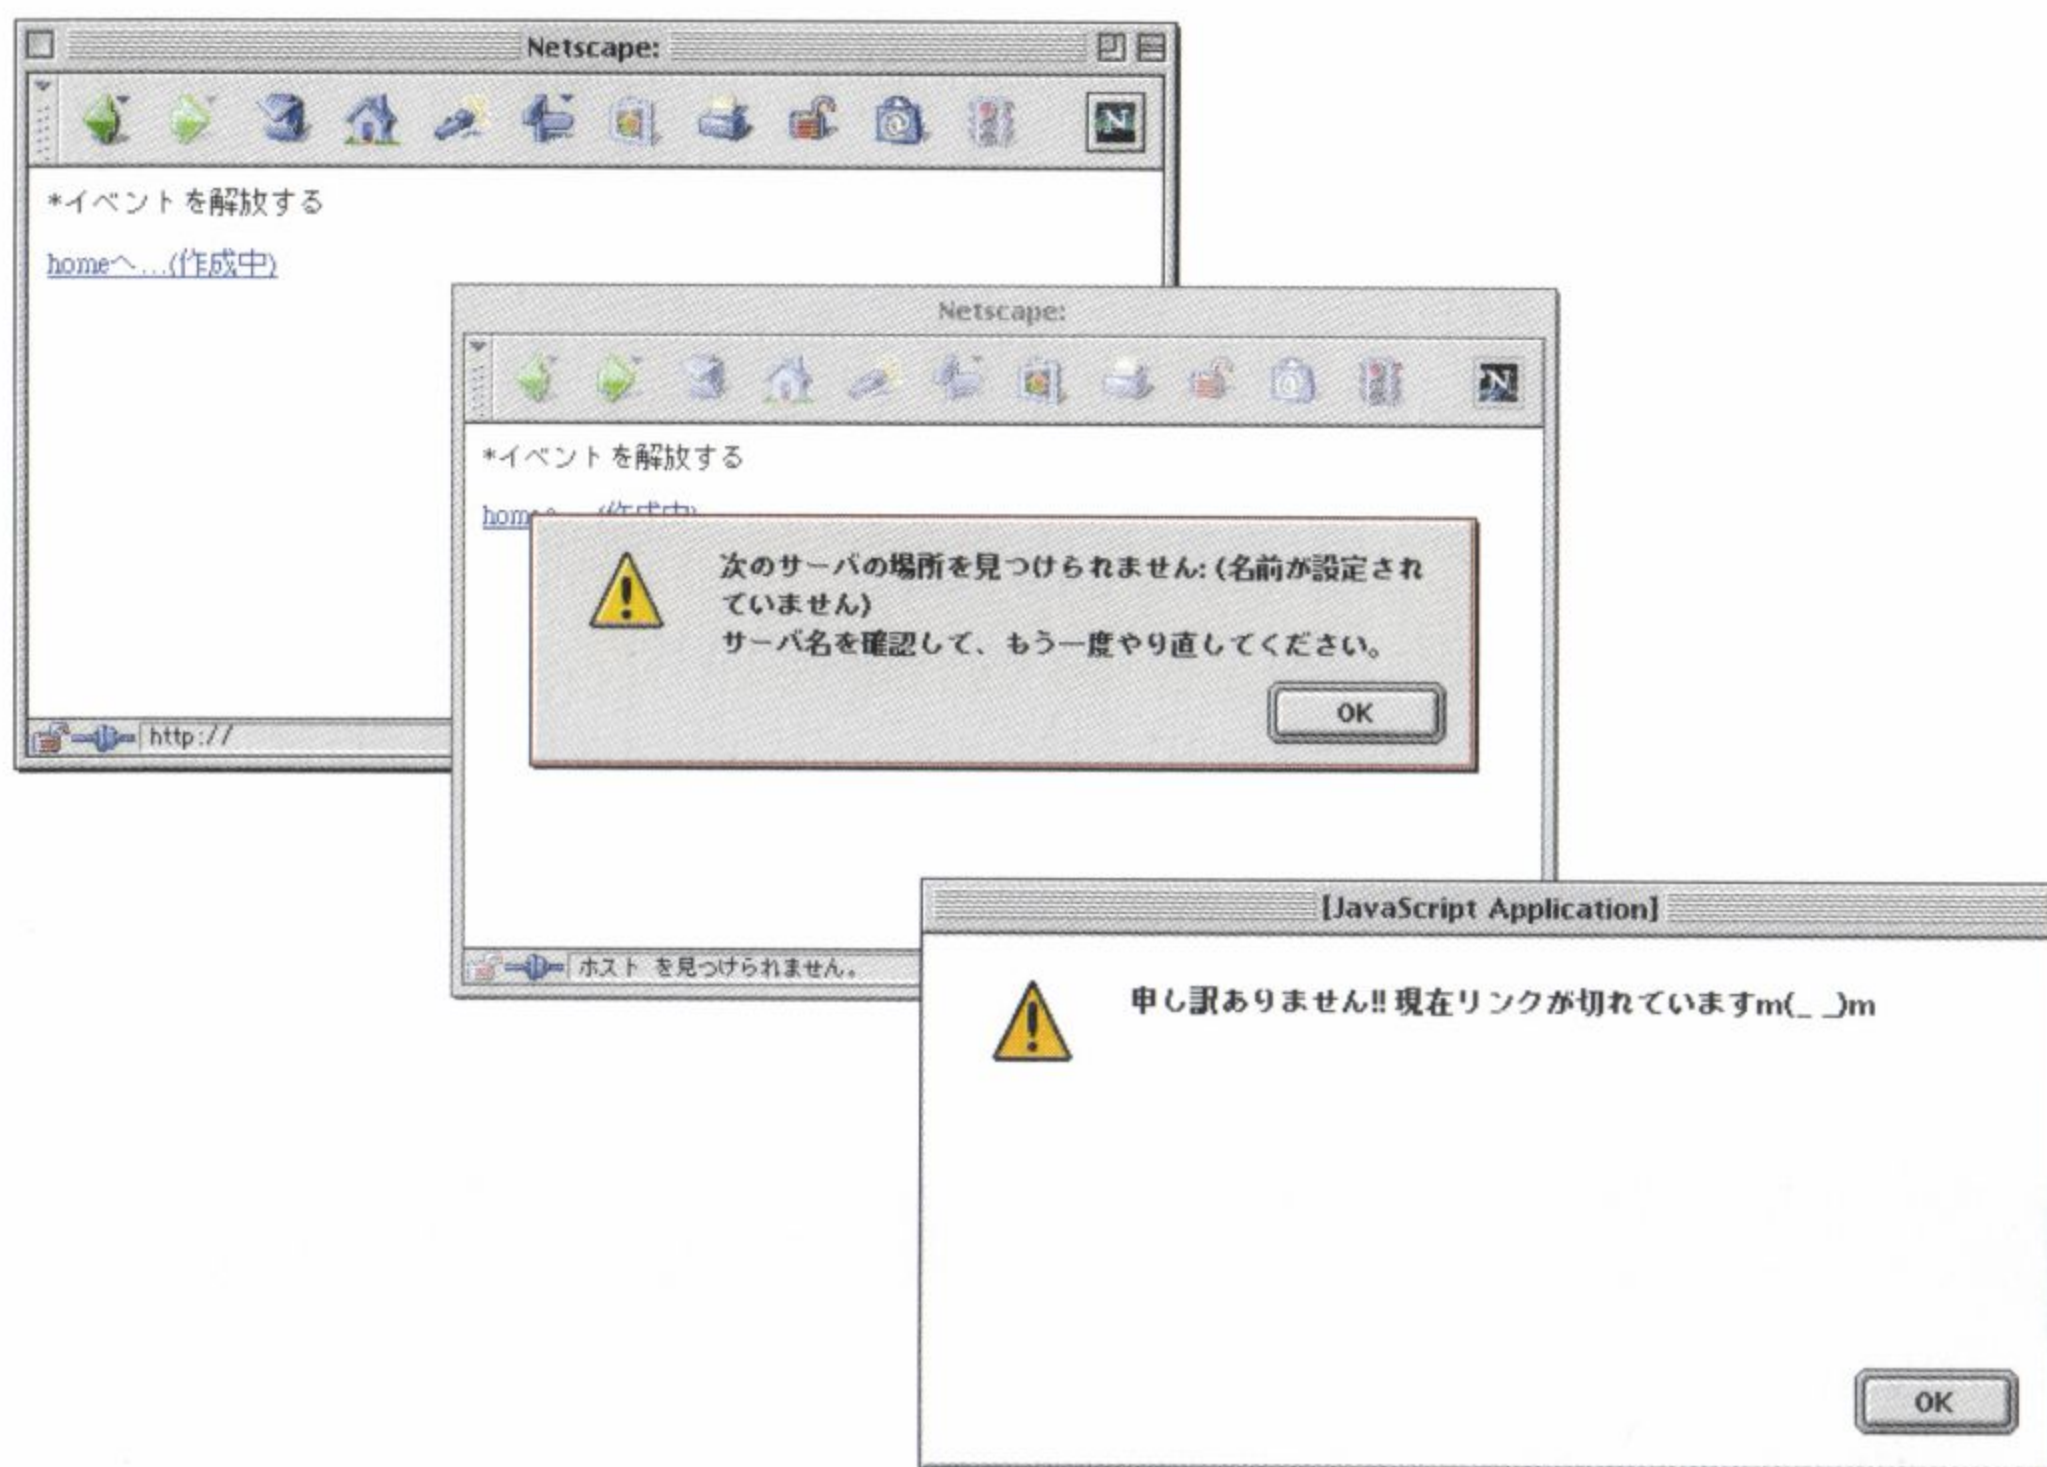 Netscape:
*イベントを解放する
homeへ...(作成中)
http://
Netscape:
*イベントを解放する
次のサーバの場所を見つけられません: (名前が設定され
ていません)
サーバ名を確認して、もう一度やり直してください。
OK
ホスト を見つけられません。
[JavaScript Application]
申し訳ありません!! 現在リンクが切れていますm(_ _)m
OK